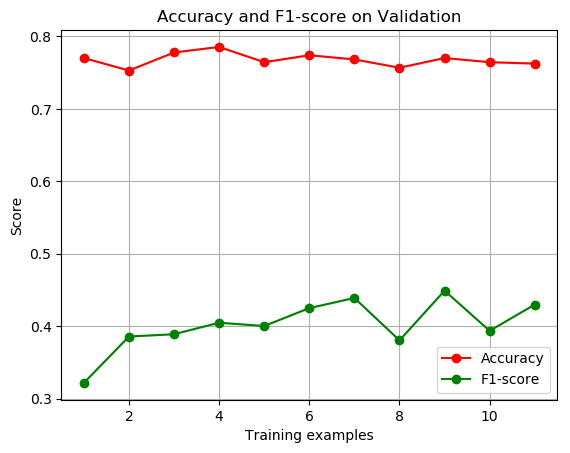 Accuracy and F1-score on Validation
0.8
0.7
0.6
0.5
0.4
0.3
Score
2
4
6
8
10
Training examples
Accuracy
F1-score